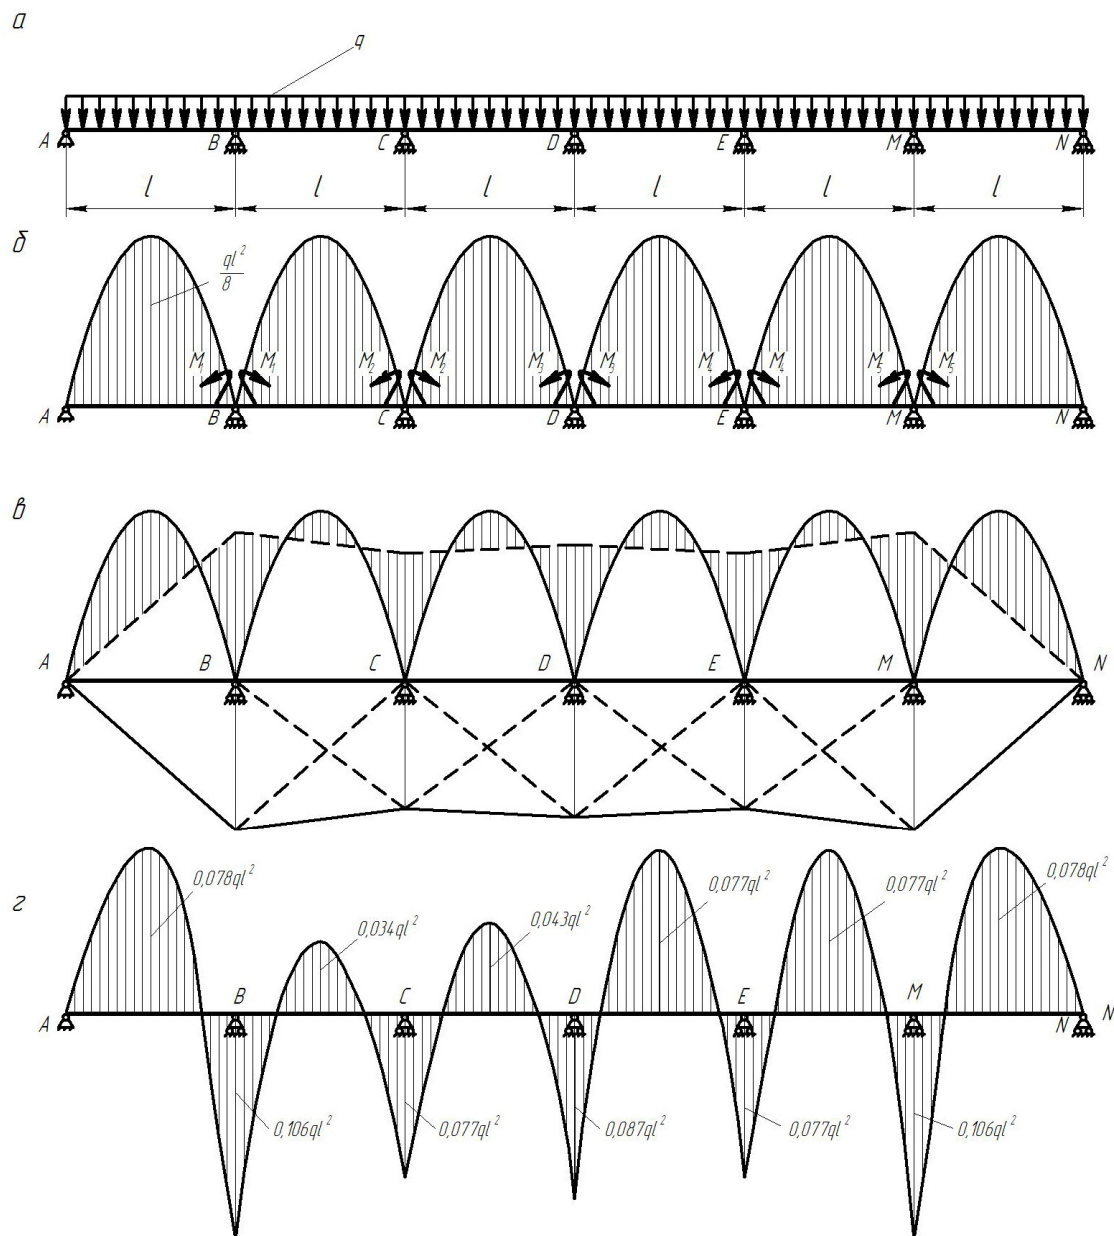 а
q
A B C D E M N
l l l l l l
б
ql²
8
M₁ M₁ M₂ M₂ M₃ M₃ M₄ M₄ M₅ M₅
A B C D E M N
в
A B C D E M N
г
0,078ql² 0,034ql² 0,043ql² 0,077ql² 0,077ql² 0,078ql²
A B C D E M N N
0,106ql² 0,077ql² 0,087ql² 0,077ql² 0,106ql²